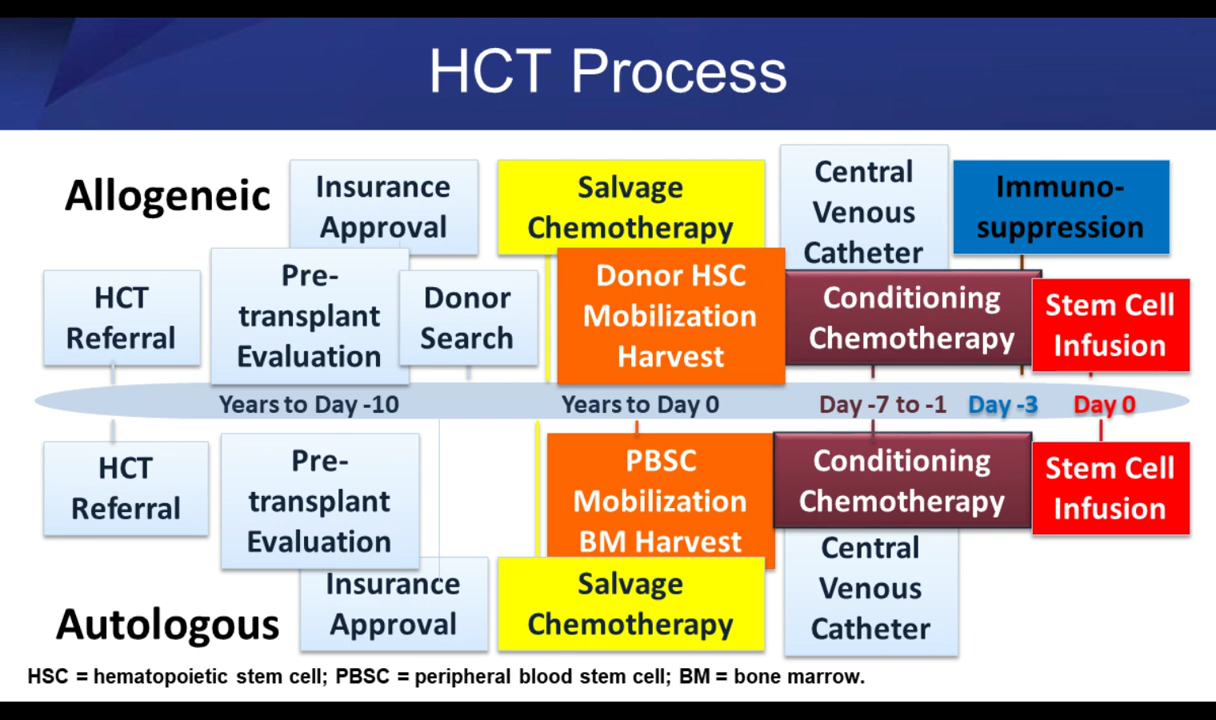 HCT Process
Allogeneic
Insurance
Approval
Salvage
Chemotherapy
Central
Venous
Catheter
Immuno-
suppression
HCT
Referral
Pre-
transplant
Evaluation
Donor
Search
Donor HSC
Mobilization
Harvest
Conditioning
Chemotherapy
Stem Cell
Infusion
Years to Day -10
Years to Day 0
Day -7 to -1
Day -3
Day 0
HCT
Referral
Pre-
transplant
Evaluation
PBSC
Mobilization
BM Harvest
Conditioning
Chemotherapy
Stem Cell
Infusion
Autologous
Insurance
Approval
Salvage
Chemotherapy
Central
Venous
Catheter
HSC = hematopoietic stem cell; PBSC = peripheral blood stem cell; BM = bone marrow.